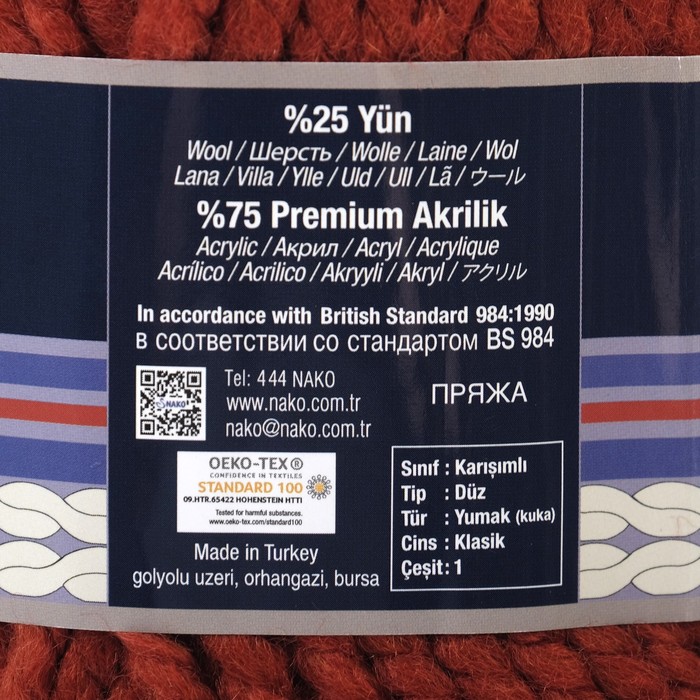 %25 Yün
Wool / Шерсть / Wolle / Laine / Wol
Lana / Villa / Ylle / Uld / Ull / Lã / ウール
%75 Premium Akrilik
Acrylic / Акрил / Acryl / Acrylique
Acrílico / Acrilico / Akryyli / Akryl / アクリル
In accordance with British Standard 984:1990
в соответствии со стандартом BS 984
NAKO
Tel: 444 NAKO
www.nako.com.tr
nako@nako.com.tr
ПРЯЖА
OEKO-TEX®
CONFIDENCE IN TEXTILES
STANDARD 100
09.HTR.65422 HOHENSTEIN HTTI
Tested for harmful substances.
www.oeko-tex.com/standard100
Made in Turkey
golyolu uzeri, orhangazi, bursa
Sınıf : Karışımlı
Tip : Düz
Tür : Yumak (kuka)
Cins : Klasik
Çeşit : 1